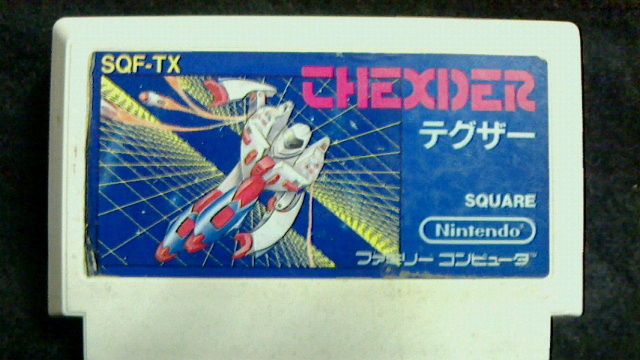 SQF-TX
THEXDER
テグザー
SQUARE
Nintendo
ファミリーコンピュータ